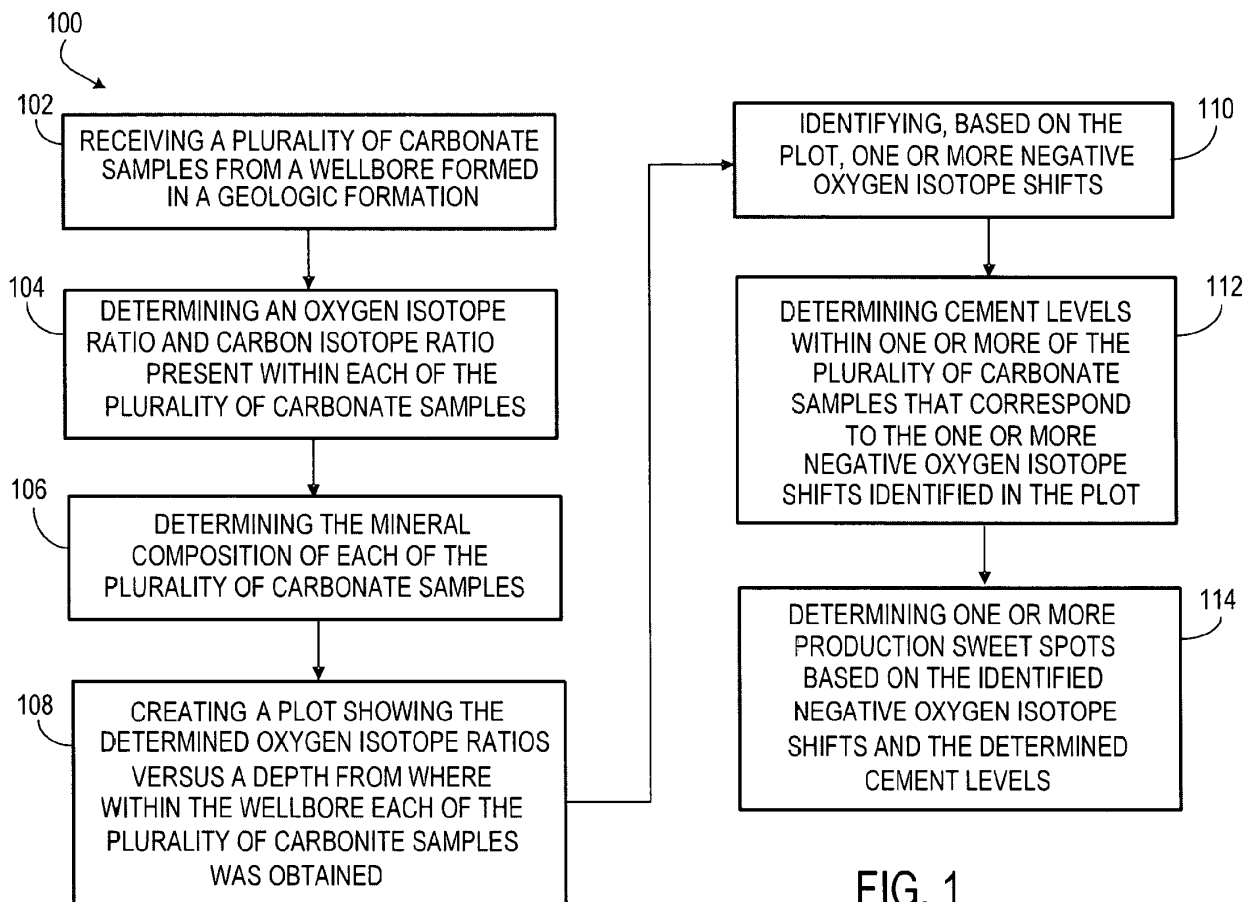 100
102
RECEIVING A PLURALITY OF CARBONATE
SAMPLES FROM A WELLBORE FORMED
IN A GEOLOGIC FORMATION
104
DETERMINING AN OXYGEN ISOTOPE
RATIO AND CARBON ISOTOPE RATIO
PRESENT WITHIN EACH OF THE
PLURALITY OF CARBONATE SAMPLES
106
DETERMINING THE MINERAL
COMPOSITION OF EACH OF THE
PLURALITY OF CARBONATE SAMPLES
108
CREATING A PLOT SHOWING THE
DETERMINED OXYGEN ISOTOPE RATIOS
VERSUS A DEPTH FROM WHERE
WITHIN THE WELLBORE EACH OF THE
PLURALITY OF CARBONITE SAMPLES
WAS OBTAINED
110
IDENTIFYING, BASED ON THE
PLOT, ONE OR MORE NEGATIVE
OXYGEN ISOTOPE SHIFTS
112
DETERMINING CEMENT LEVELS
WITHIN ONE OR MORE OF THE
PLURALITY OF CARBONATE
SAMPLES THAT CORRESPOND
TO THE ONE OR MORE
NEGATIVE OXYGEN ISOTOPE
SHIFTS IDENTIFIED IN THE PLOT
114
DETERMINING ONE OR MORE
PRODUCTION SWEET SPOTS
BASED ON THE IDENTIFIED
NEGATIVE OXYGEN ISOTOPE
SHIFTS AND THE DETERMINED
CEMENT LEVELS
FIG. 1